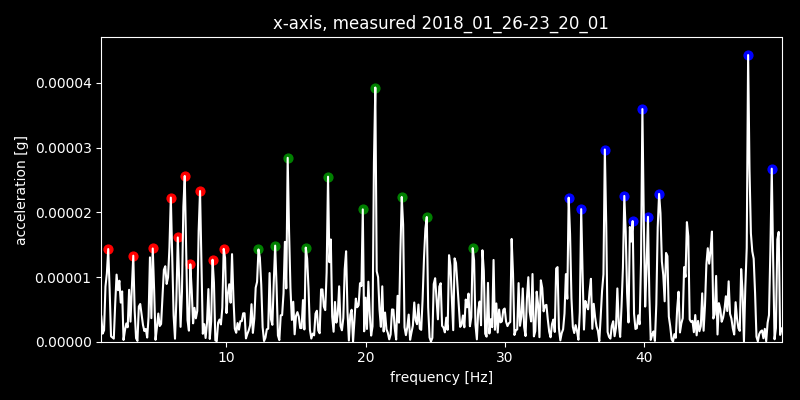 x-axis, measured 2018_01_26-23_20_01
acceleration [g]
0.00004
0.00003
0.00002
0.00001
0.00000
10 20 30 40
frequency [Hz]